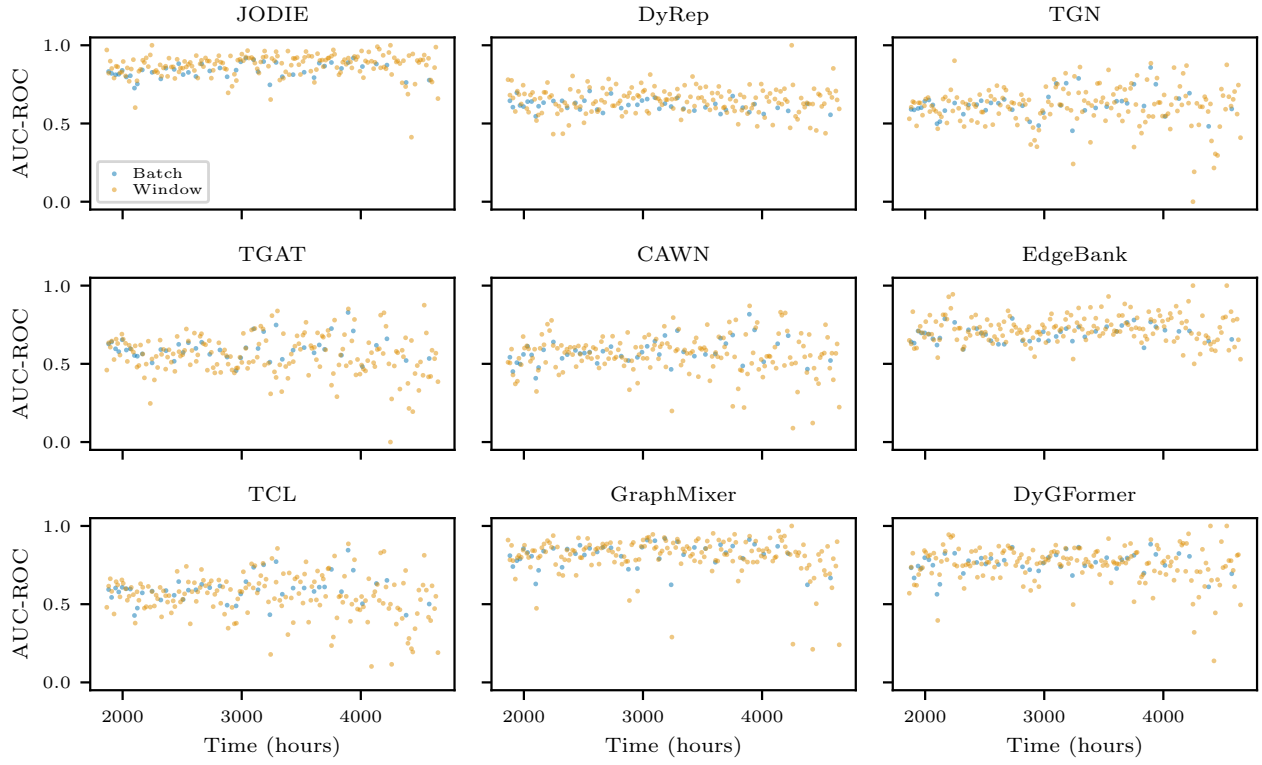 JODIE DyRep TGN
AUC-ROC
1.0
0.5
0.0
Batch
Window
TGAT CAWN EdgeBank
AUC-ROC
1.0
0.5
0.0
TCL GraphMixer DyGFormer
AUC-ROC
1.0
0.5
0.0
2000 3000 4000 2000 3000 4000 2000 3000 4000
Time (hours) Time (hours) Time (hours)